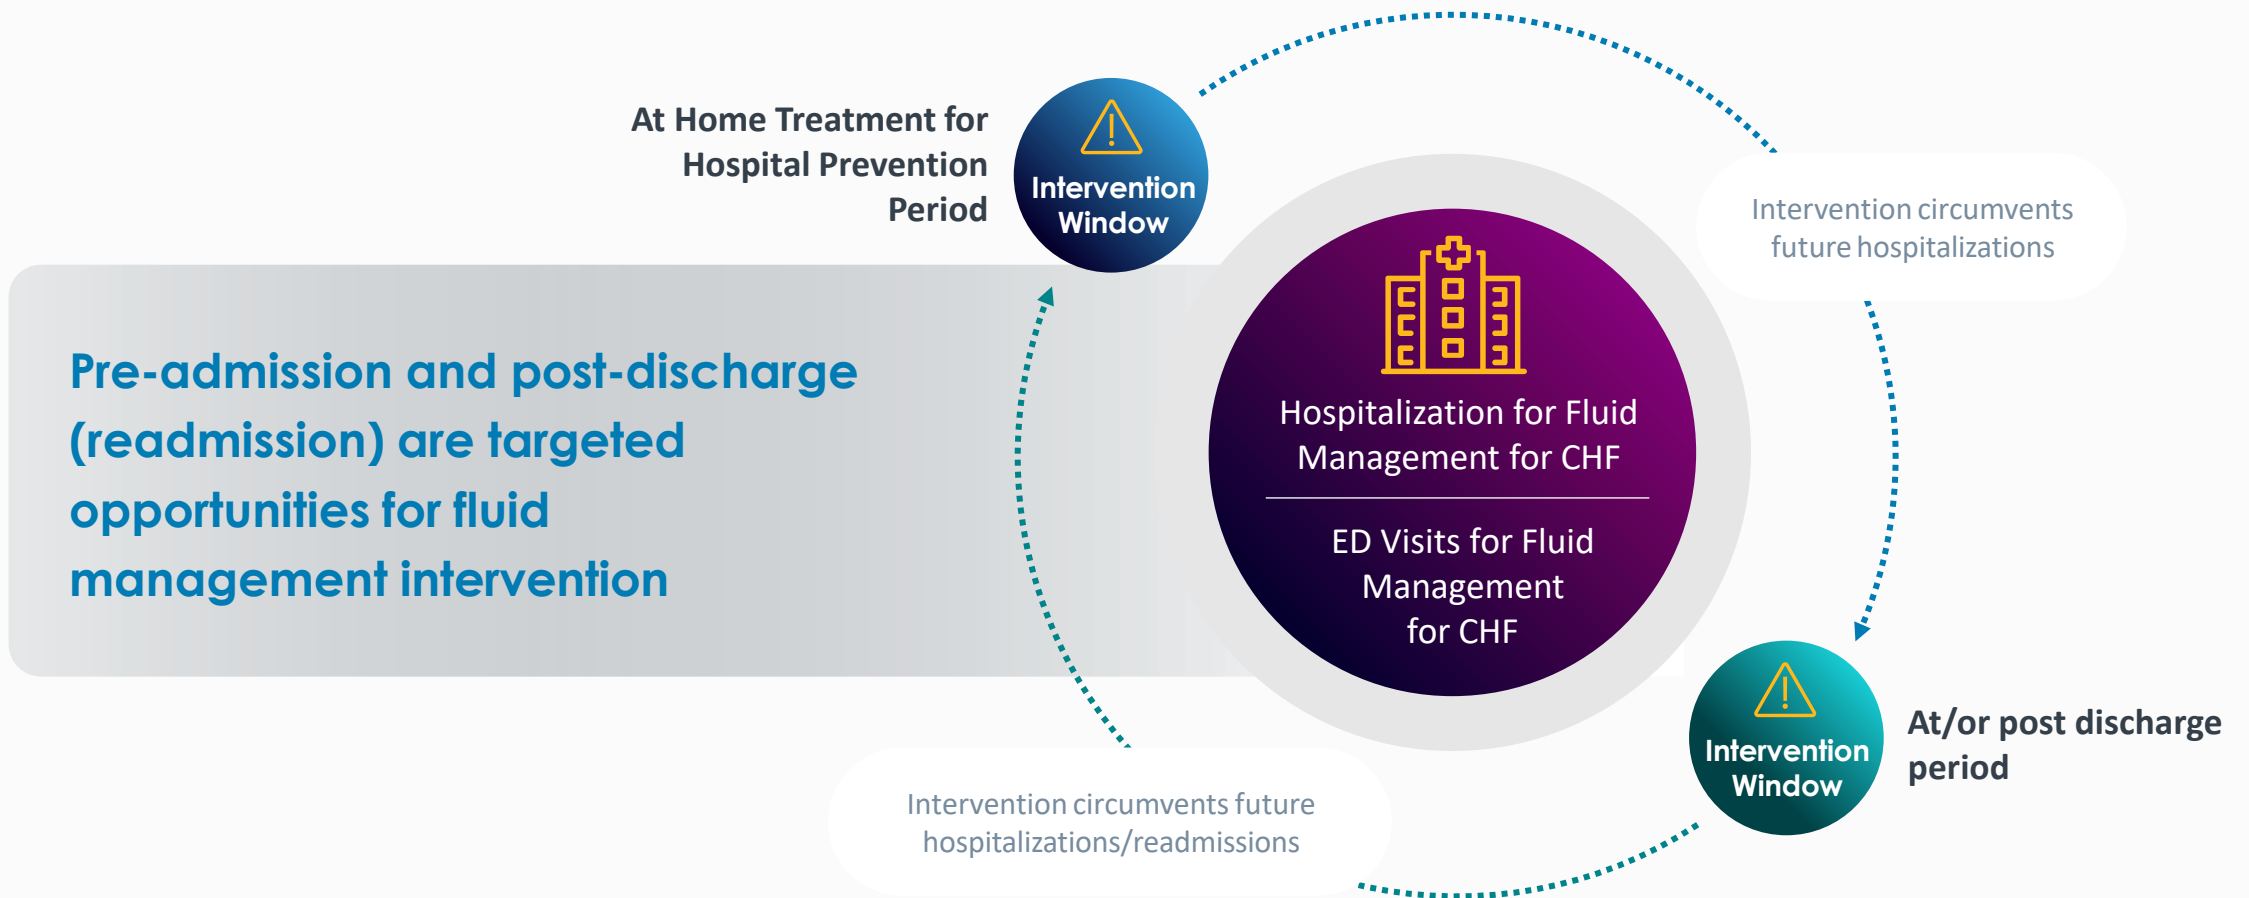 At Home Treatment for
Hospital Prevention
Period
Intervention
Window
Intervention circumvents
future hospitalizations
Pre-admission and post-discharge
(readmission) are targeted
opportunities for fluid
management intervention
Hospitalization for Fluid
Management for CHF
ED Visits for Fluid
Management
for CHF
Intervention
Window
At/or post discharge
period
Intervention circumvents future
hospitalizations/readmissions